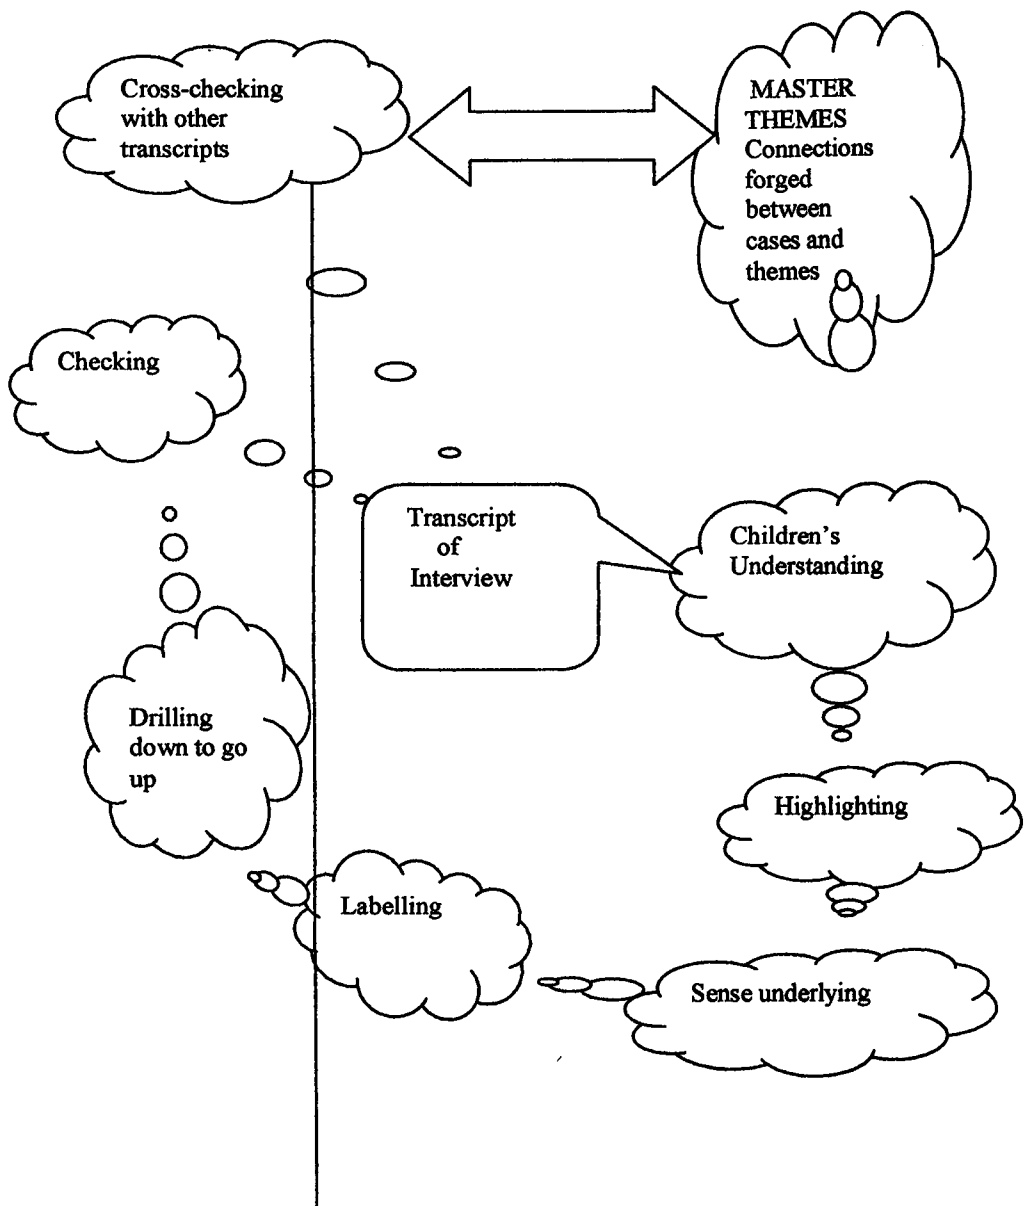 Cross-checking
with other
transcripts
MASTER
THEMES
Connections
forged
between
cases and
themes
Checking
Transcript
of
Interview
Children's
Understanding
Drilling
down to go
up
Highlighting
Labelling
Sense underlying